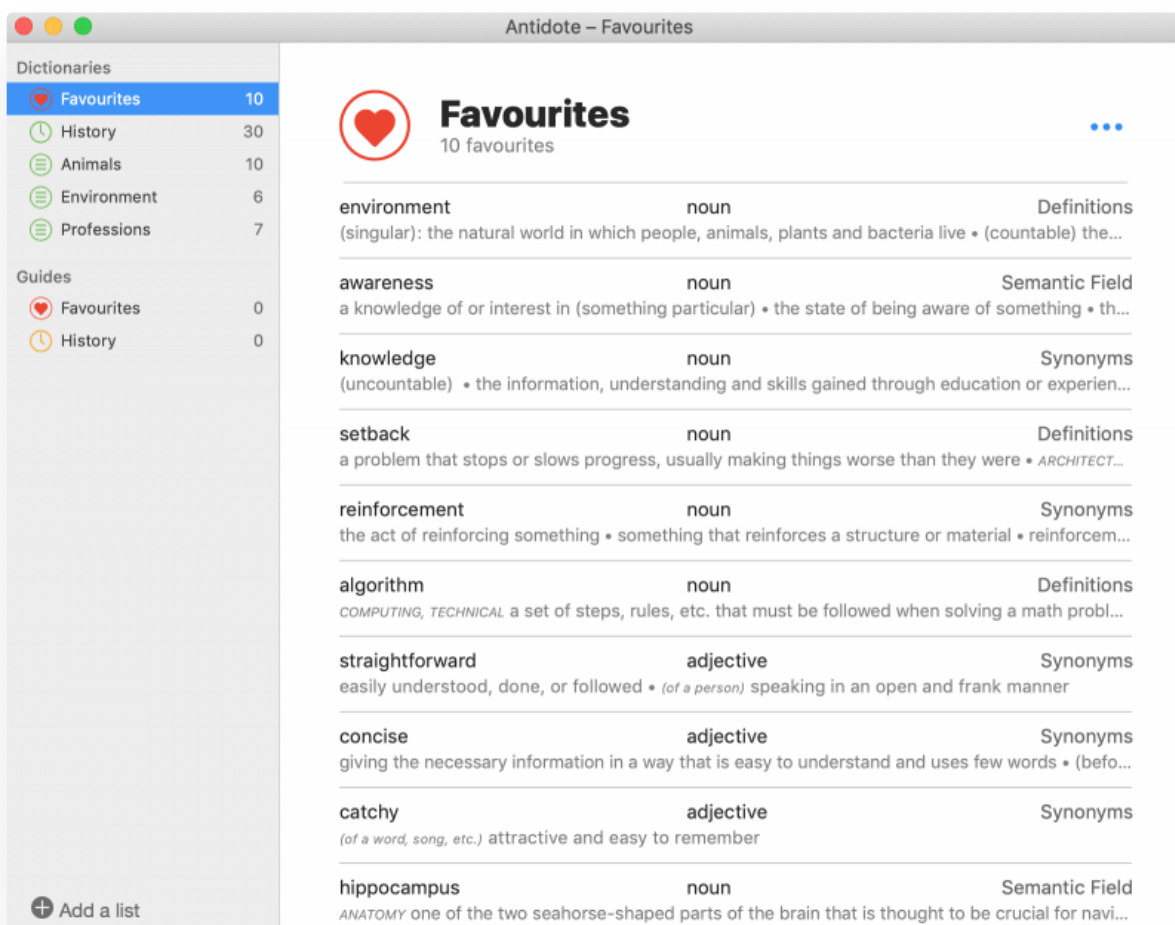 Antidote – Favourites
Dictionaries
Favourites 10
History 30
Animals 10
Environment 6
Professions 7
Guides
Favourites 0
History 0
Add a list
Favourites
10 favourites
environment noun Definitions
(singular): the natural world in which people, animals, plants and bacteria live • (countable) the...
awareness noun Semantic Field
a knowledge of or interest in (something particular) • the state of being aware of something • th...
knowledge noun Synonyms
(uncountable) • the information, understanding and skills gained through education or experien...
setback noun Definitions
a problem that stops or slows progress, usually making things worse than they were • ARCHITECT...
reinforcement noun Synonyms
the act of reinforcing something • something that reinforces a structure or material • reinforcem...
algorithm noun Definitions
COMPUTING, TECHNICAL a set of steps, rules, etc. that must be followed when solving a math probl...
straightforward adjective Synonyms
easily understood, done, or followed • (of a person) speaking in an open and frank manner
concise adjective Synonyms
giving the necessary information in a way that is easy to understand and uses few words • (befo...
catchy adjective Synonyms
(of a word, song, etc.) attractive and easy to remember
hippocampus noun Semantic Field
ANATOMY one of the two seahorse-shaped parts of the brain that is thought to be crucial for navi...